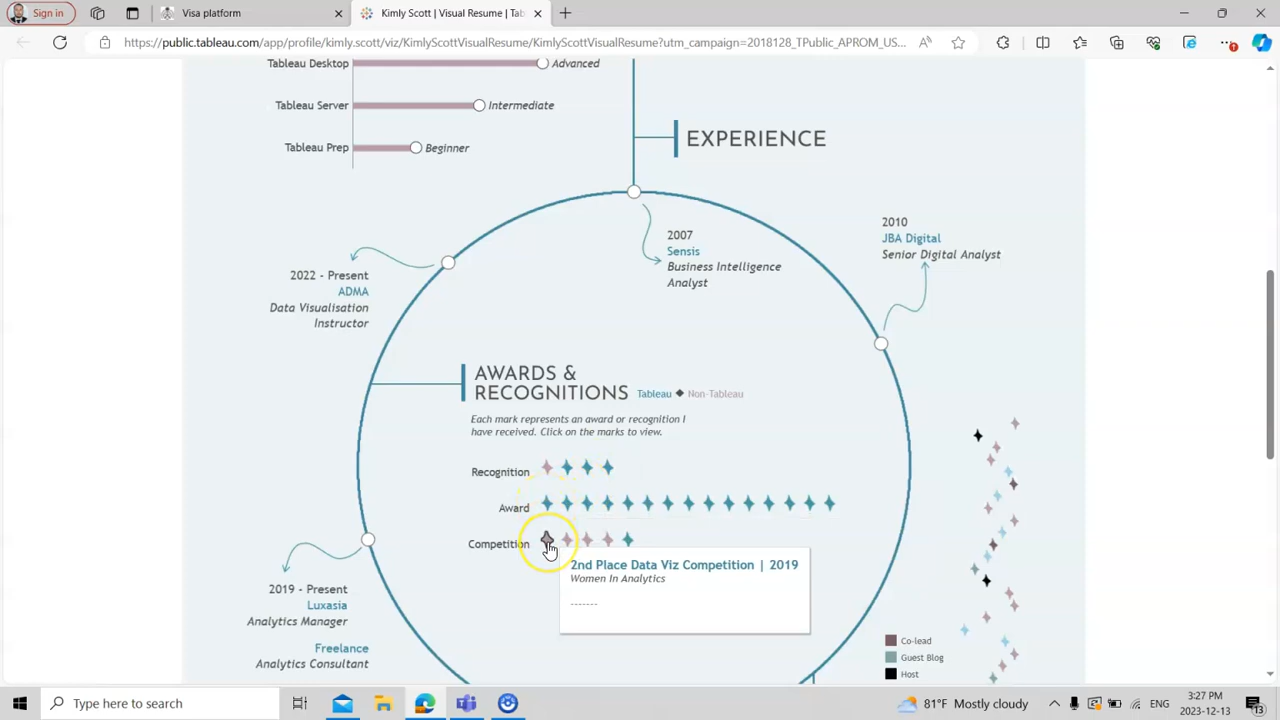 Sign in
Visa platform
Kimly Scott | Visual Resume | Tab
https://public.tableau.com/app/profile/kimly.scott/viz/KimlyScottVisualResume/KimlyScottVisualResume?utm_campaign=2018128_TPublic_APROM_US...
Tableau Desktop
Advanced
Tableau Server
Intermediate
Tableau Prep
Beginner
EXPERIENCE
2007
Sensis
Business Intelligence
Analyst
2010
JBA Digital
Senior Digital Analyst
2022 - Present
ADMA
Data Visualisation
Instructor
AWARDS &
RECOGNITIONS
Tableau
Non-Tableau
Each mark represents an award or recognition I
have received. Click on the marks to view.
Recognition
Award
Competition
2nd Place Data Viz Competition | 2019
Women In Analytics
-------
2019 - Present
Luxasia
Analytics Manager
Freelance
Analytics Consultant
Co-lead
Guest Blog
Host
Type here to search
81°F Mostly cloudy
3:27 PM
2023-12-13
13